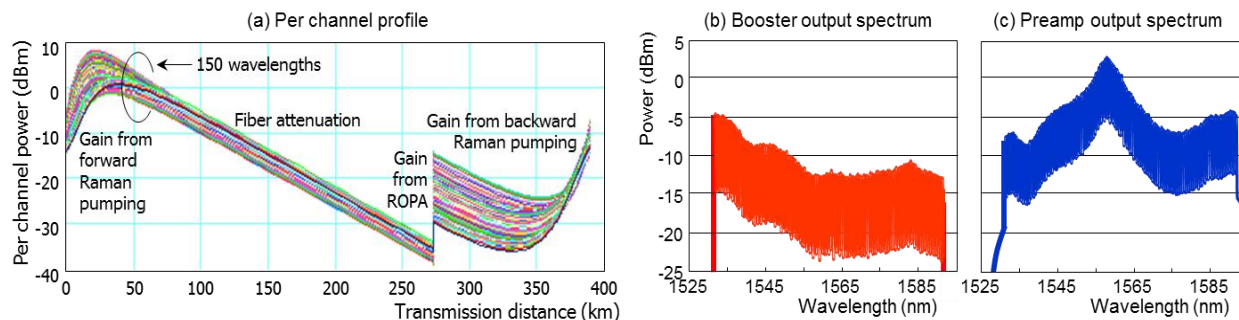 (a) Per channel profile
Per channel power (dBm)
10
0
-10
-20
-30
-40
150 wavelengths
Fiber attenuation
Gain from
forward
Raman
pumping
Gain from backward
Raman pumping
Gain
from
ROPA
0
50
100
150
200
250
300
350
400
Transmission distance (km)
(b) Booster output spectrum
Power (dBm)
5
0
-5
-10
-15
-20
-25
1525
1545
1565
1585
Wavelength (nm)
(c) Preamp output spectrum
1525
1545
1565
1585
Wavelength (nm)